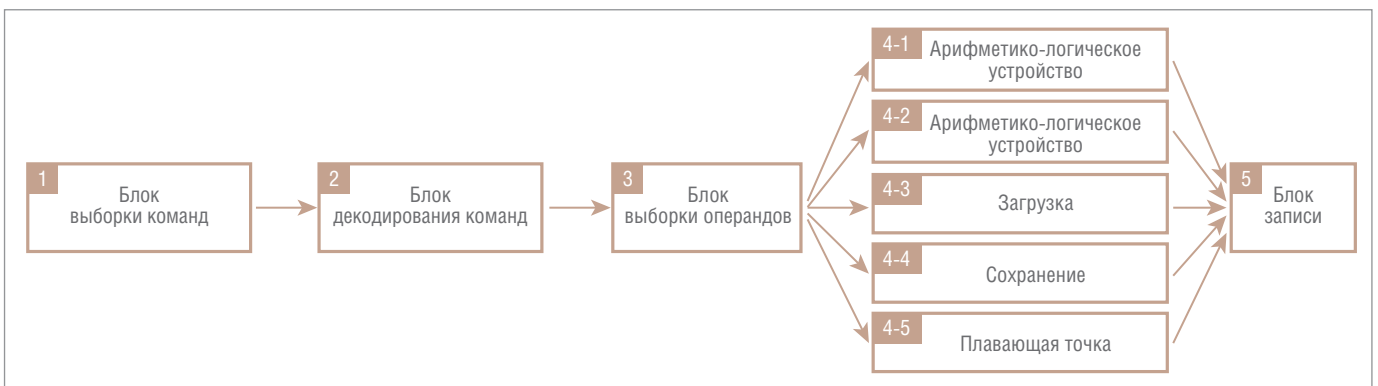 1
Блок
выборки команд
2
Блок
декодирования команд
3
Блок
выборки операндов
4-1
Арифметико-логическое
устройство
4-2
Арифметико-логическое
устройство
4-3
Загрузка
4-4
Сохранение
4-5
Плавающая точка
5
Блок
записи